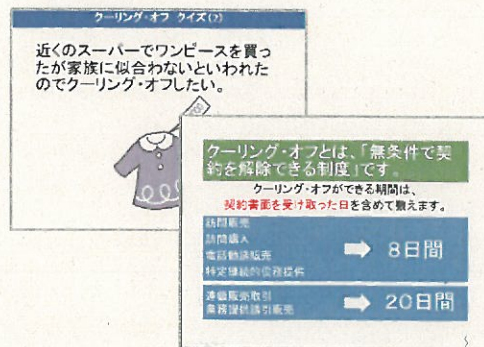 クーリング・オフ クイズ(?)
近くのスーパーでワンピースを買っ
たが家族に似合わないといわれた
のでクーリング・オフしたい。
クーリング・オフとは、「無条件で契
約を解除できる制度」です。
クーリング・オフができる期間は、
契約書面を受け取った日を含めて数えます。
訪問販売
訪問購入
電話勧誘販売
特定継続的役務提供
8日間
連鎖販売取引
業務提供誘引販売
20日間